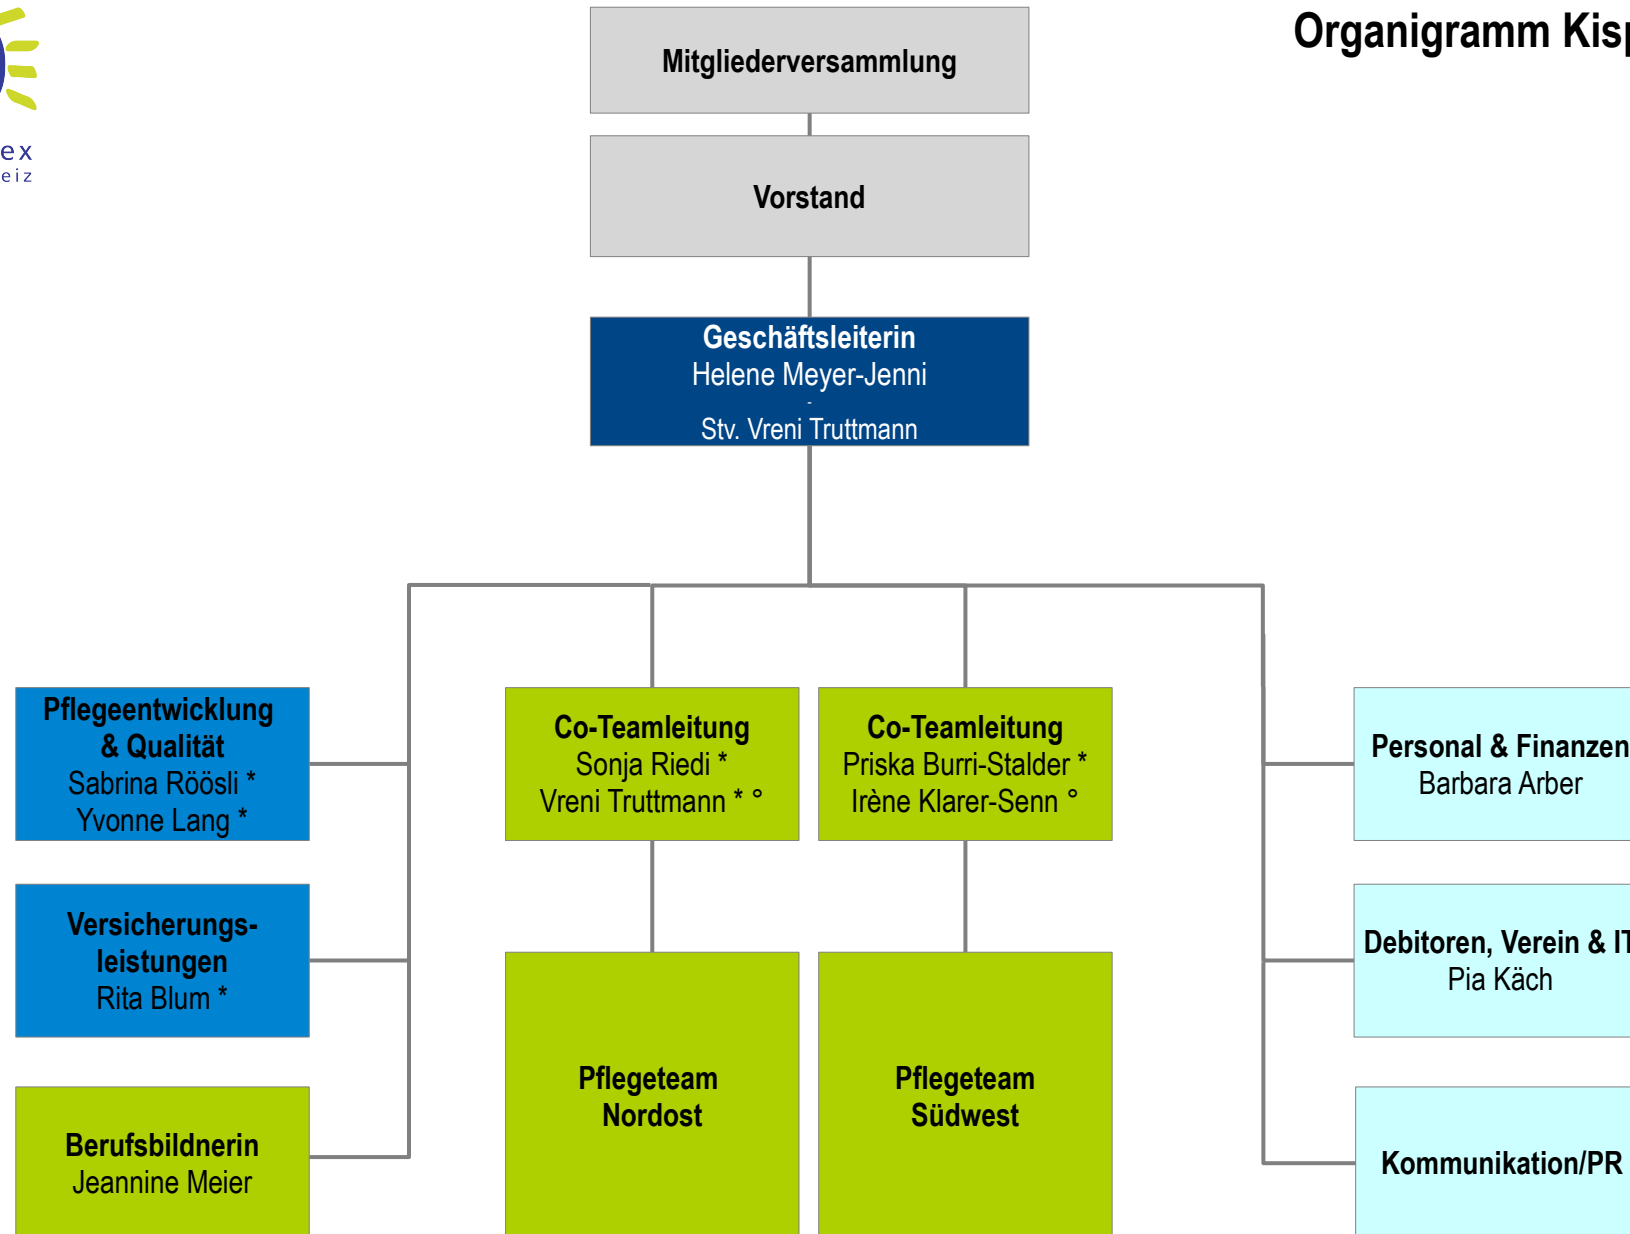 Organigramm Kisp
ex
eiz
Mitgliederversammlung
Vorstand
Geschäftsleiterin
Helene Meyer-Jenni
-
Stv. Vreni Truttmann
Pflegeentwicklung
& Qualität
Sabrina Röösli *
Yvonne Lang *
Co-Teamleitung
Sonja Riedi *
Vreni Truttmann * °
Co-Teamleitung
Priska Burri-Stalder *
Irène Klarer-Senn °
Personal & Finanzen
Barbara Arber
Versicherungs-
leistungen
Rita Blum *
Debitoren, Verein & IT
Pia Käch
Pflegeteam
Nordost
Pflegeteam
Südwest
Berufsbildnerin
Jeannine Meier
Kommunikation/PR